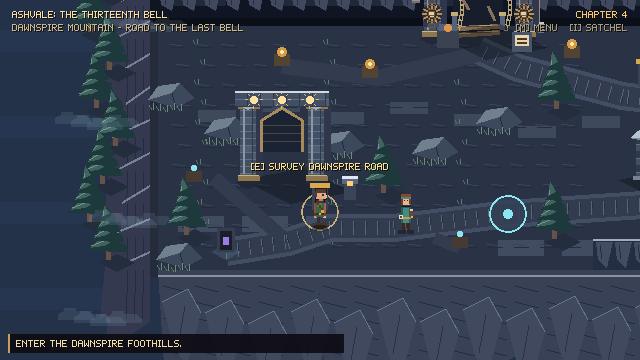 ASHVALE: THE THIRTEENTH BELL
CHAPTER 4
DAWNSPIRE MOUNTAIN - ROAD TO THE LAST BELL
[M] MENU [I] SATCHEL
[E] SURVEY DAWNSPIRE ROAD
ENTER THE DAWNSPIRE FOOTHILLS.